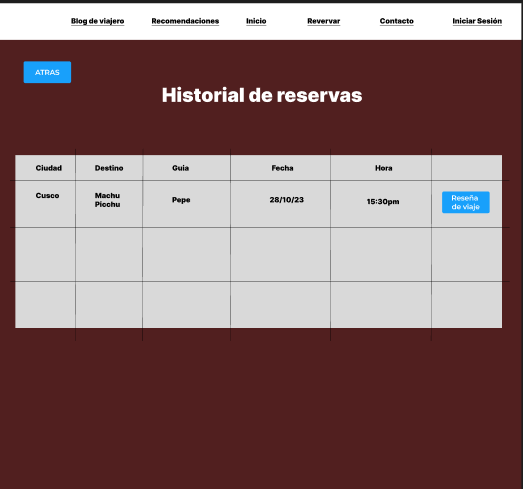 Blog de viajero Recomendaciones Inicio Revervar Contacto Iniciar Sesión
ATRAS
Historial de reservas
Ciudad Destino Guia Fecha Hora
Cusco Machu Picchu Pepe 28/10/23 15:30pm Reseña de viaje